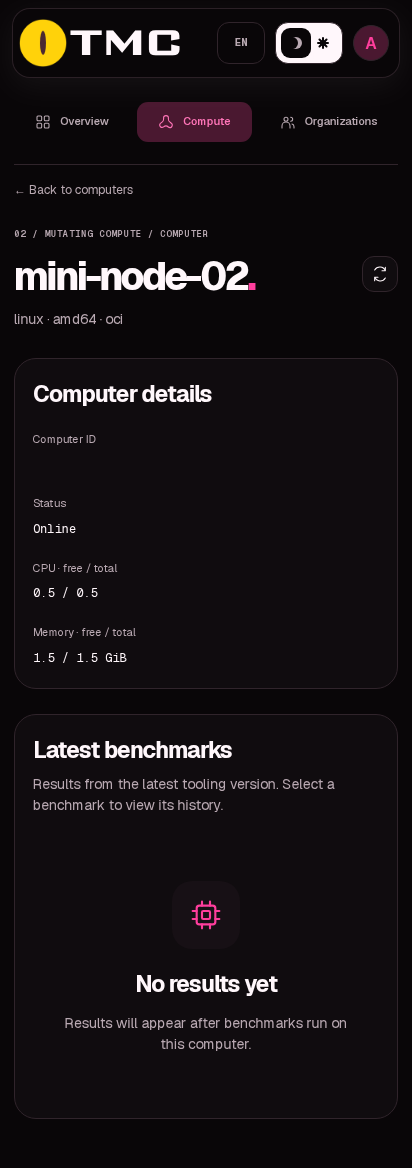 TMC
EN
A
Overview
Compute
Organizations
← Back to computers
02 / MUTATING COMPUTE / COMPUTER
mini-node-02.
linux · amd64 · oci
Computer details
Computer ID
Status
Online
CPU · free / total
0.5 / 0.5
Memory · free / total
1.5 / 1.5 GiB
Latest benchmarks
Results from the latest tooling version. Select a
benchmark to view its history.
No results yet
Results will appear after benchmarks run on
this computer.